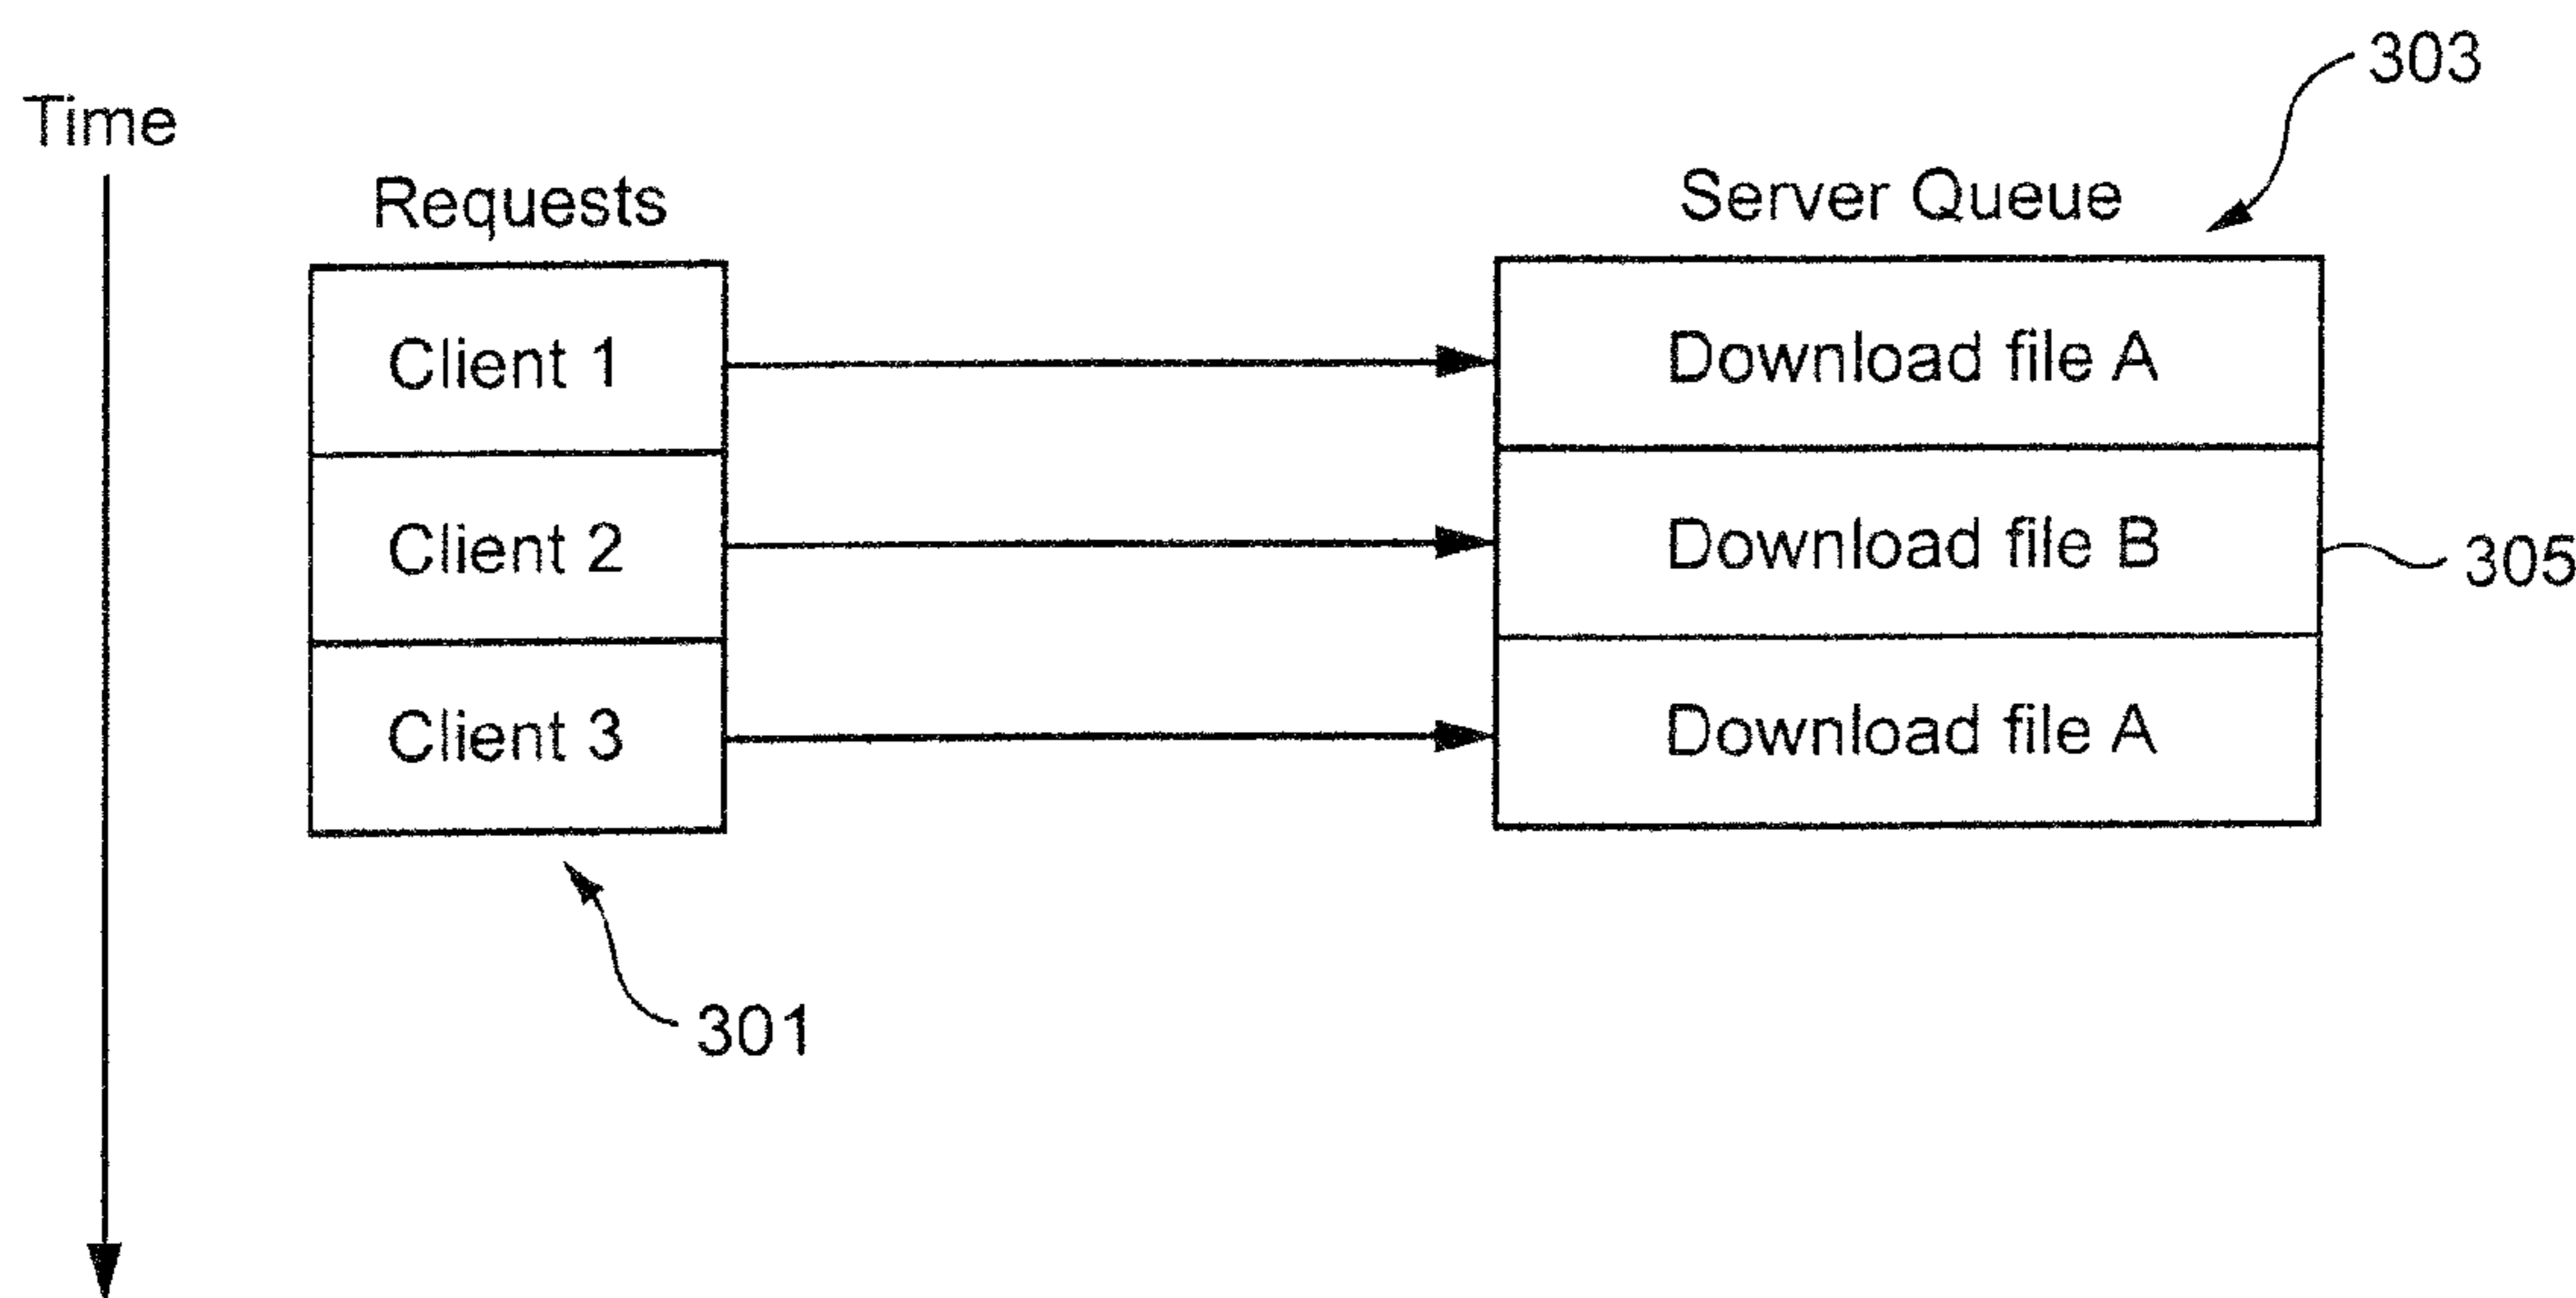 303
Time
Requests
Server Queue
Client 1
Download file A
Client 2
Download file B
305
Client 3
Download file A
301